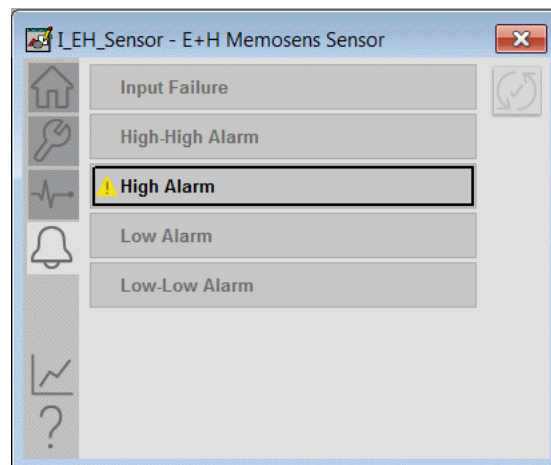 I_EH_Sensor - E+H Memosens Sensor
Input Failure
High-High Alarm
High Alarm
Low Alarm
Low-Low Alarm